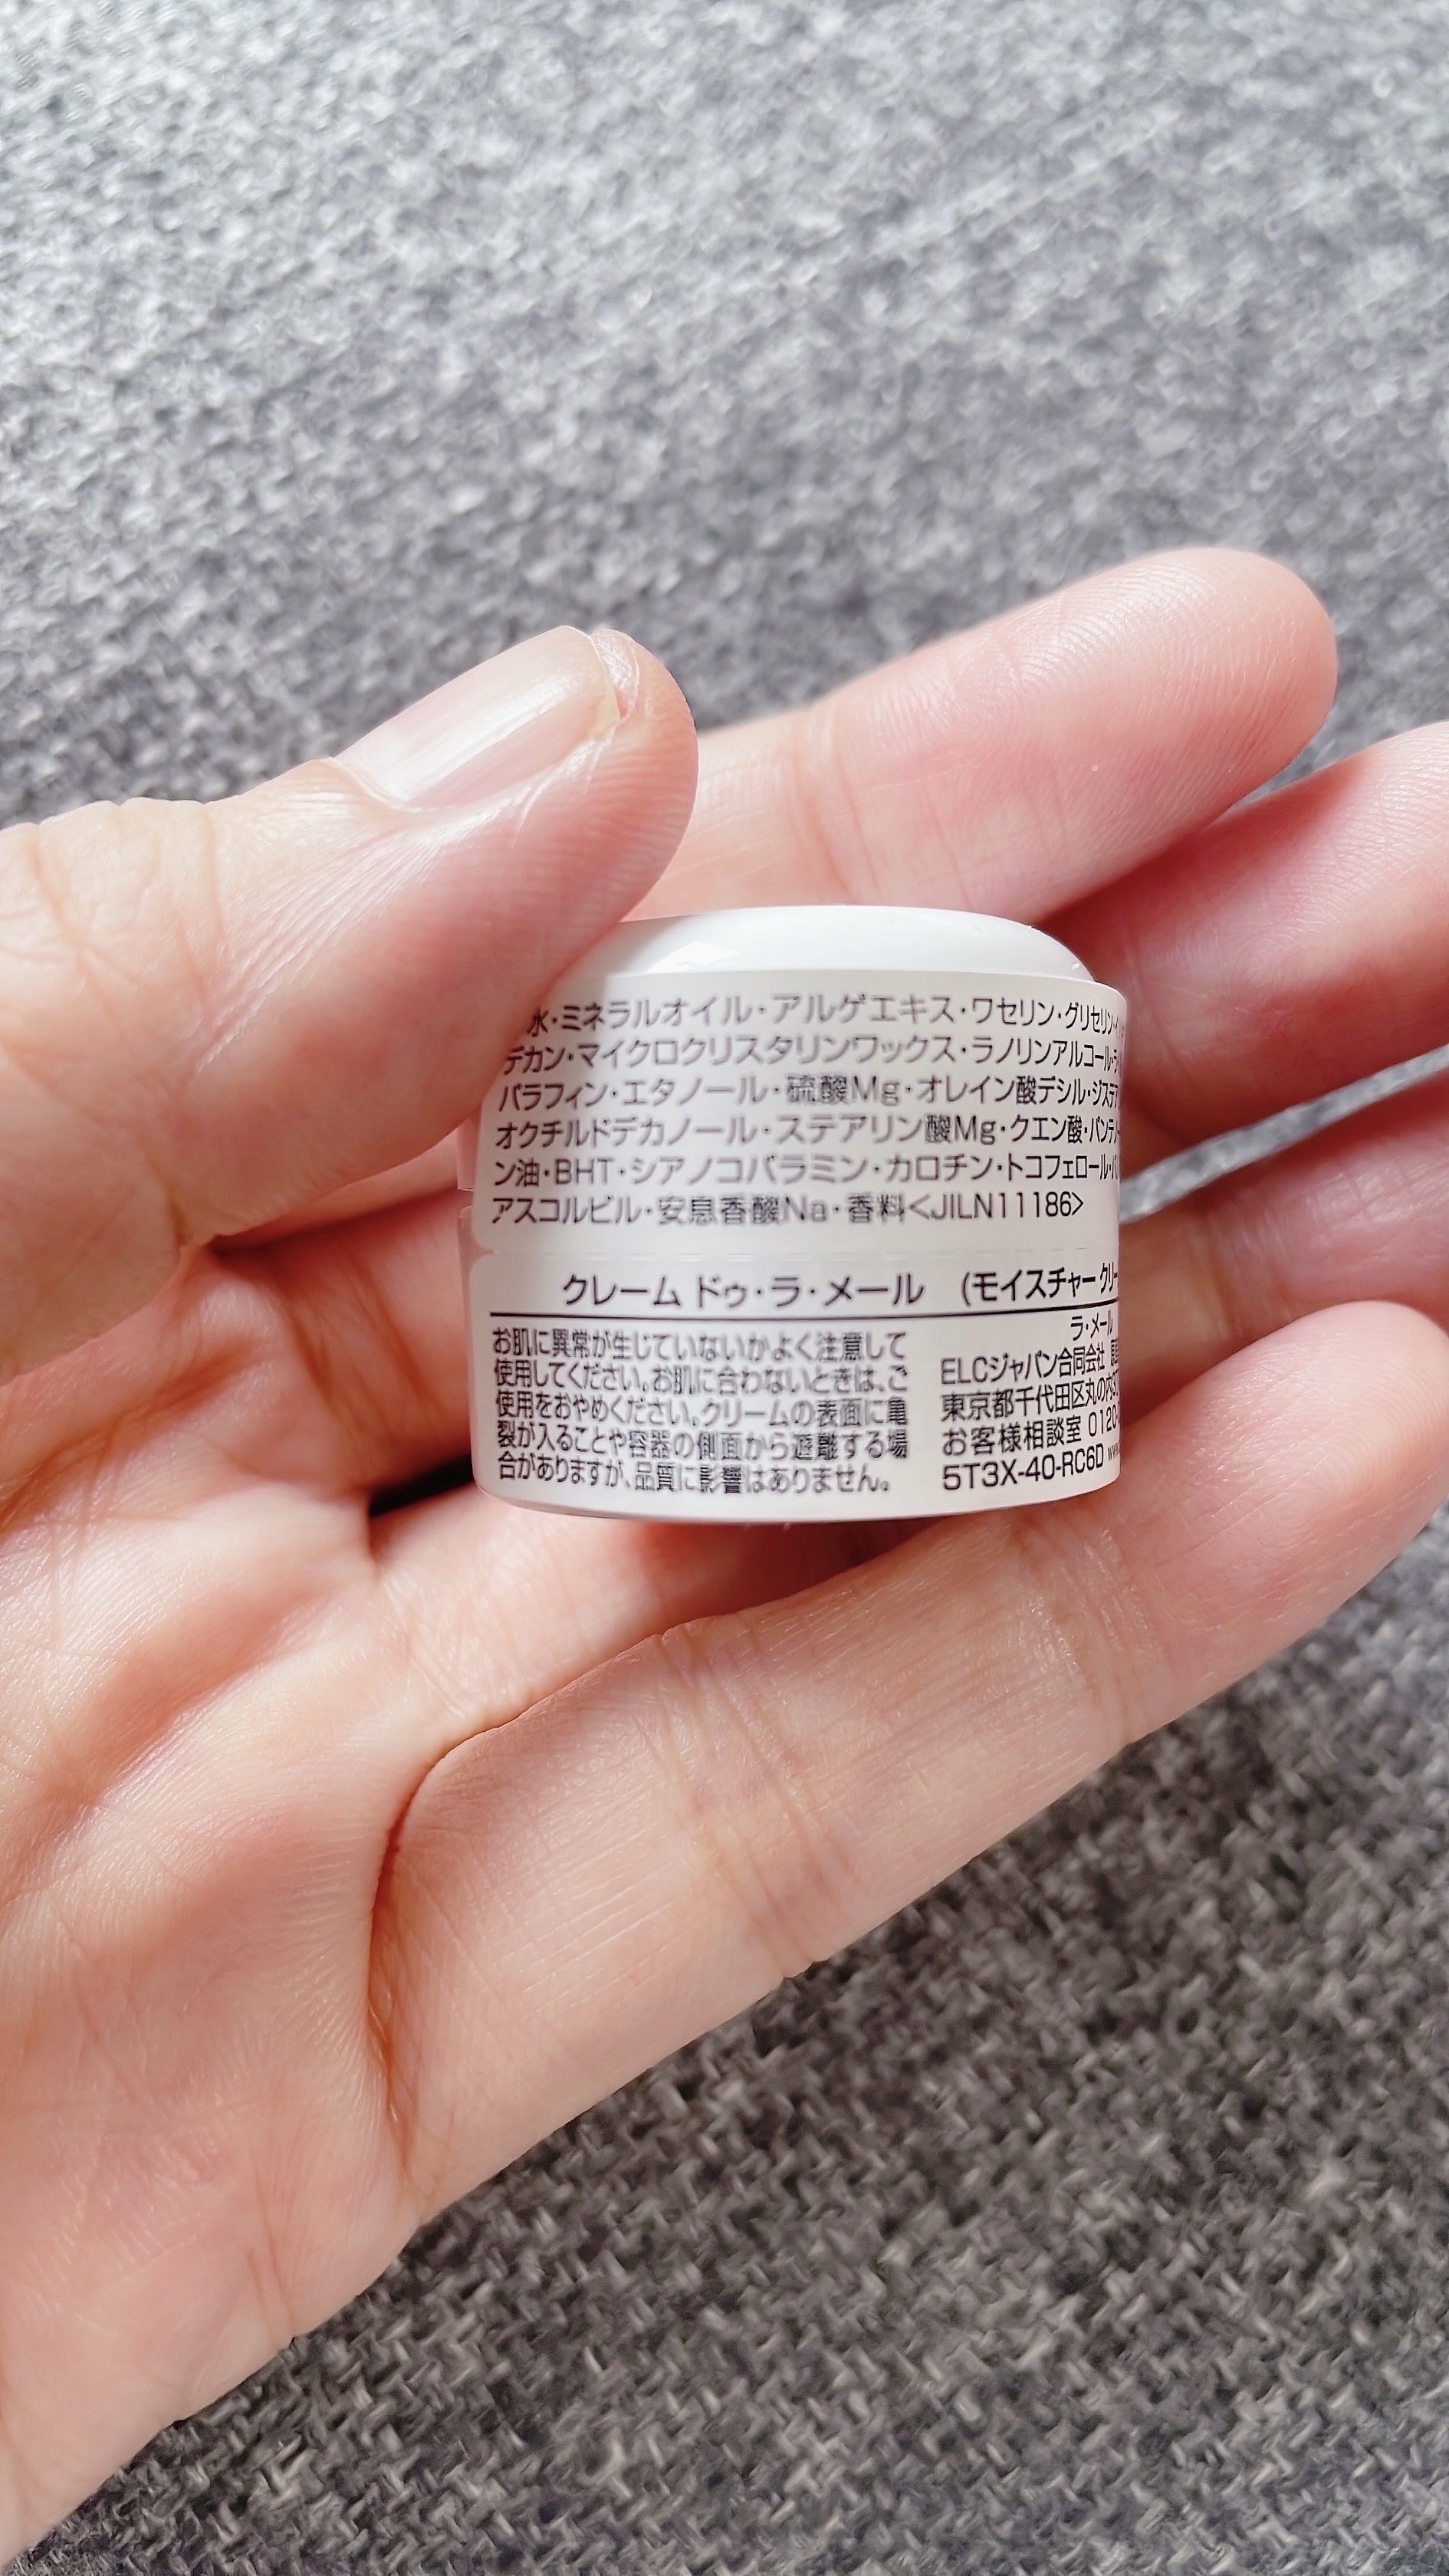 水・ミネラルオイル・アルゲエキス・ワセリン・グリセリン・
デカン・マイクロクリスタリンワックス・ラノリンアルコール・
パラフィン・エタノール・硫酸Mg・オレイン酸デシル・ジステア
オクチルドデカノール・ステアリン酸Mg・クエン酸・パンテノー
ン油・BHT・シアノコバラミン・カロチン・トコフェロール・
アスコルビル・安息香酸Na・香料<JILN11186>
クレーム ドゥ・ラ・メール (モイスチャー クリー
お肌に異常が生じていないかよく注意して
使用してください。お肌に合わないときは、ご
使用をおやめください。クリームの表面に亀
裂が入ることや容器の側面から遊離する場
合がありますが、品質に影響はありません。
ラ・メール
ELCジャパン合同会社
東京都千代田区丸の内
お客様相談室 0120-
5T3X-40-RC6D